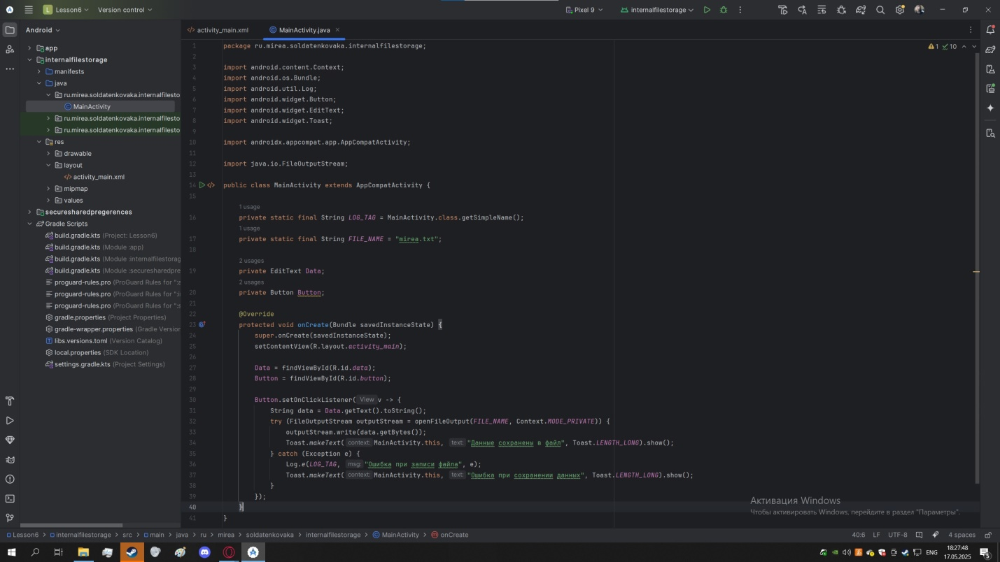 Lesson6
Version control
Pixel 9
internalfilestorage
Android
activity_main.xml
MainActivity.java
app
internalfilestorage
manifests
java
ru.mirea.soldatenkovaka.internalfilesto
MainActivity
ru.mirea.soldatenkovaka.internalfilesto
ru.mirea.soldatenkovaka.internalfilesto
res
drawable
layout
activity_main.xml
mipmap
values
securesharedpregerences
Gradle Scripts
build.gradle.kts (Project: Lesson6)
build.gradle.kts (Module :app)
build.gradle.kts (Module :internalfilestorag
build.gradle.kts (Module :securesharedpre
proguard-rules.pro (ProGuard Rules for ":a
proguard-rules.pro (ProGuard Rules for ":i
proguard-rules.pro (ProGuard Rules for ":s
gradle.properties (Project Properties)
gradle-wrapper.properties (Gradle Version
libs.versions.toml (Version Catalog)
local.properties (SDK Location)
settings.gradle.kts (Project Settings)
1 10
1 package ru.mirea.soldatenkovaka.internalfilestorage;
2
3 import android.content.Context;
4 import android.os.Bundle;
5 import android.util.Log;
6 import android.widget.Button;
7 import android.widget.EditText;
8 import android.widget.Toast;
9
10 import androidx.appcompat.app.AppCompatActivity;
11
12 import java.io.FileOutputStream;
13
14 public class MainActivity extends AppCompatActivity {
15
1 usage
16 private static final String LOG_TAG = MainActivity.class.getSimpleName();
1 usage
17 private static final String FILE_NAME = "mirea.txt";
18
2 usages
19 private EditText Data;
2 usages
20 private Button Button;
21
22 @Override
23 protected void onCreate(Bundle savedInstanceState) {
24 super.onCreate(savedInstanceState);
25 setContentView(R.layout.activity_main);
26
27 Data = findViewById(R.id.data);
28 Button = findViewById(R.id.button);
29
30 Button.setOnClickListener( View v -> {
31 String data = Data.getText().toString();
32 try (FileOutputStream outputStream = openFileOutput(FILE_NAME, Context.MODE_PRIVATE)) {
33 outputStream.write(data.getBytes());
34 Toast.makeText( context: MainActivity.this, text: "Данные сохранены в файл", Toast.LENGTH_LONG).show();
35 } catch (Exception e) {
36 Log.e(LOG_TAG, msg: "Ошибка при записи файла", e);
37 Toast.makeText( context: MainActivity.this, text: "Ошибка при сохранении данных", Toast.LENGTH_LONG).show();
38 }
39 });
40 }
41 }
Активация Windows
Чтобы активировать Windows, перейдите в раздел "Параметры".
Lesson6 > internalfilestorage > src > main > java > ru > mirea > soldatenkovaka > internalfilestorage > MainActivity > onCreate
40:6 LF UTF-8 4 spaces
ENG
18:27:48
17.05.2025
5